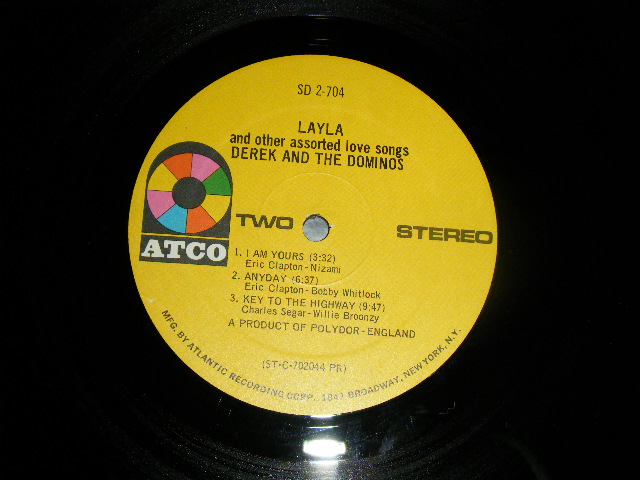 SD 2-704
LAYLA
and other assorted love songs
DEREK AND THE DOMINOS
TWO
STEREO
ATCO
1. I AM YOURS (3:32)
Eric Clapton-Nizami
2. ANYDAY (6:37)
Eric Clapton-Bobby Whitlock
3. KEY TO THE HIGHWAY (9:47)
Charles Segar-Willie Broonzy
A PRODUCT OF POLYDOR-ENGLAND
(ST-C-702044 PR)
MFG. BY ATLANTIC RECORDING CORP., 1841 BROADWAY, NEW YORK, N.Y.